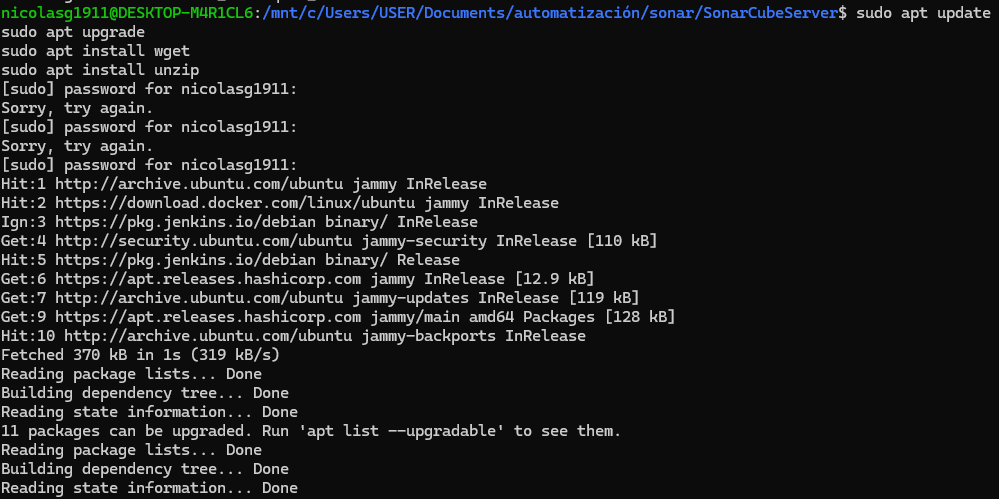 nicolasg1911@DESKTOP-M4R1CL6:/mnt/c/Users/USER/Documents/automatización/sonar/SonarCubeServer$ sudo apt update
sudo apt upgrade
sudo apt install wget
sudo apt install unzip
[sudo] password for nicolasg1911:
Sorry, try again.
[sudo] password for nicolasg1911:
Sorry, try again.
[sudo] password for nicolasg1911:
Hit:1 http://archive.ubuntu.com/ubuntu jammy InRelease
Hit:2 https://download.docker.com/linux/ubuntu jammy InRelease
Ign:3 https://pkg.jenkins.io/debian binary/ InRelease
Get:4 http://security.ubuntu.com/ubuntu jammy-security InRelease [110 kB]
Hit:5 https://pkg.jenkins.io/debian binary/ Release
Get:6 https://apt.releases.hashicorp.com jammy InRelease [12.9 kB]
Get:7 http://archive.ubuntu.com/ubuntu jammy-updates InRelease [119 kB]
Get:9 https://apt.releases.hashicorp.com jammy/main amd64 Packages [128 kB]
Hit:10 http://archive.ubuntu.com/ubuntu jammy-backports InRelease
Fetched 370 kB in 1s (319 kB/s)
Reading package lists... Done
Building dependency tree... Done
Reading state information... Done
11 packages can be upgraded. Run 'apt list --upgradable' to see them.
Reading package lists... Done
Building dependency tree... Done
Reading state information... Done